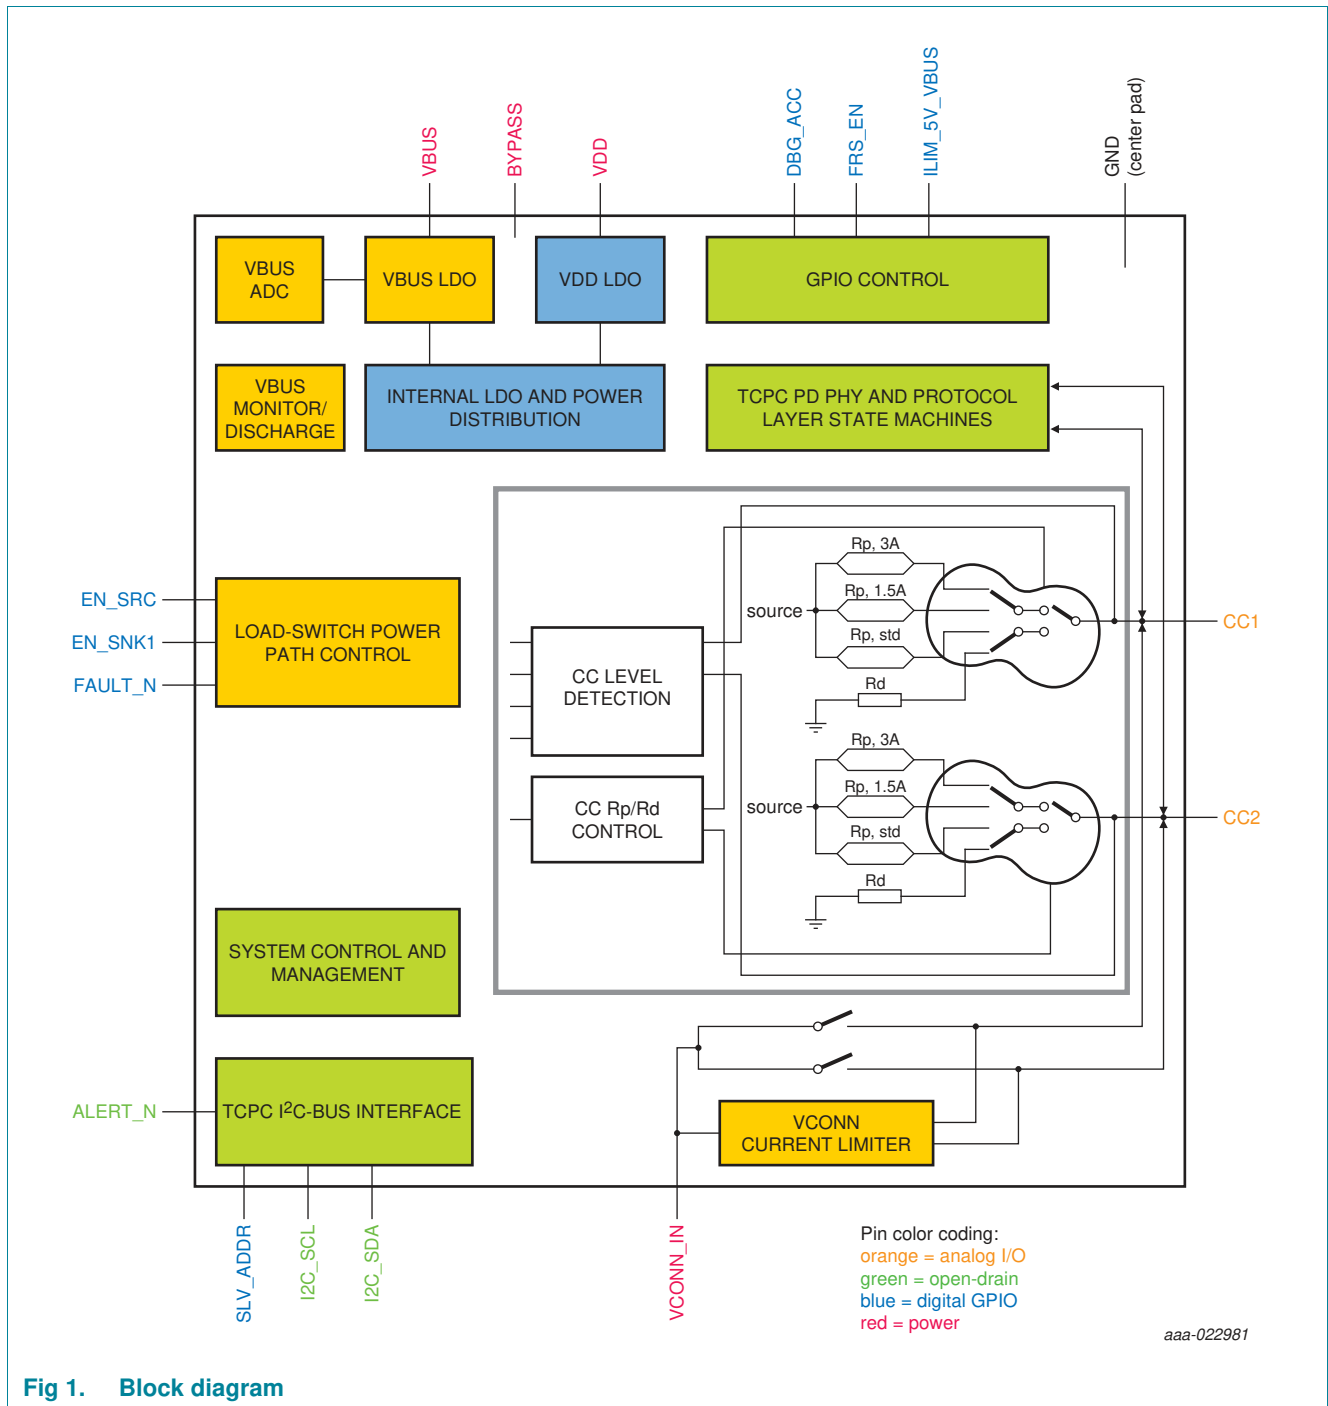 VBUS
BYPASS
VDD
DBG_ACC
FRS_EN
ILIM_5V_VBUS
GND
(center pad)
VBUS
ADC
VBUS LDO
VDD LDO
GPIO CONTROL
VBUS
MONITOR/
DISCHARGE
INTERNAL LDO AND POWER
DISTRIBUTION
TCPC PD PHY AND PROTOCOL
LAYER STATE MACHINES
EN_SRC
EN_SNK1
FAULT_N
LOAD-SWITCH POWER
PATH CONTROL
CC LEVEL
DETECTION
source
Rp, 3A
Rp, 1.5A
Rp, std
Rd
CC1
CC Rp/Rd
CONTROL
source
Rp, 3A
Rp, 1.5A
Rp, std
Rd
CC2
SYSTEM CONTROL AND
MANAGEMENT
ALERT_N
TCPC I²C-BUS INTERFACE
VCONN
CURRENT LIMITER
SLV_ADDR
I2C_SCL
I2C_SDA
VCONN_IN
Pin color coding:
orange = analog I/O
green = open-drain
blue = digital GPIO
red = power
aaa-022981
Fig 1. Block diagram